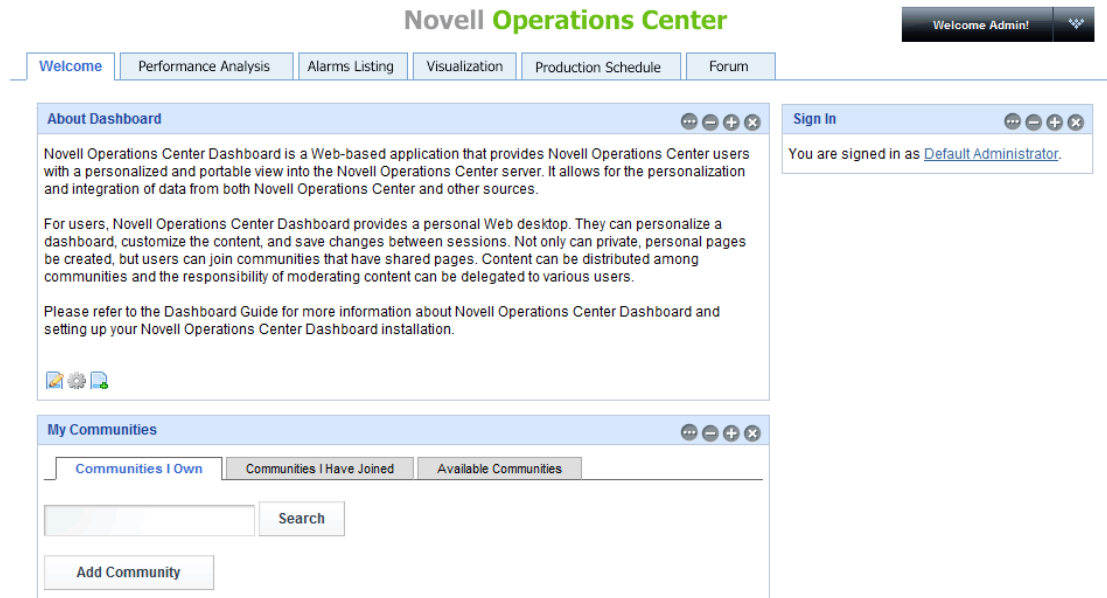 Novell Operations Center
Welcome Admin!
Welcome
Performance Analysis
Alarms Listing
Visualization
Production Schedule
Forum
About Dashboard
Novell Operations Center Dashboard is a Web-based application that provides Novell Operations Center users
with a personalized and portable view into the Novell Operations Center server. It allows for the personalization
and integration of data from both Novell Operations Center and other sources.
For users, Novell Operations Center Dashboard provides a personal Web desktop. They can personalize a
dashboard, customize the content, and save changes between sessions. Not only can private, personal pages
be created, but users can join communities that have shared pages. Content can be distributed among
communities and the responsibility of moderating content can be delegated to various users.
Please refer to the Dashboard Guide for more information about Novell Operations Center Dashboard and
setting up your Novell Operations Center Dashboard installation.
Sign In
You are signed in as Default Administrator.
My Communities
Communities I Own
Communities I Have Joined
Available Communities
Search
Add Community